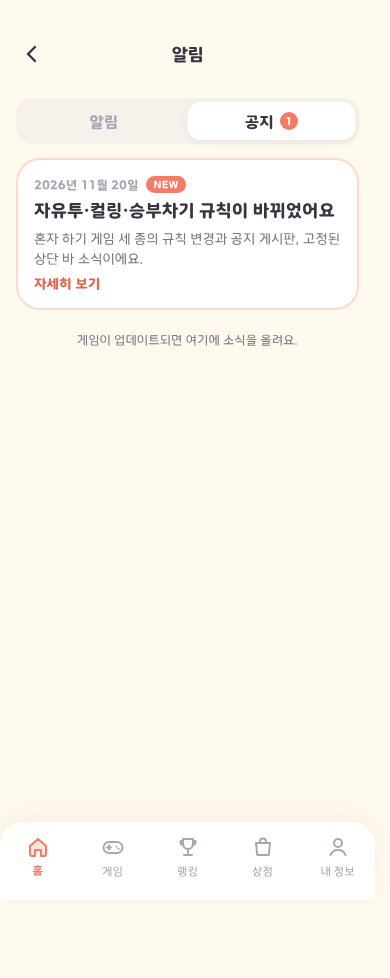 알림
알림
공지 1
2026년 11월 20일 NEW
자유투·컬링·승부차기 규칙이 바뀌었어요
혼자 하기 게임 세 종의 규칙 변경과 공지 게시판, 고정된
상단 바 소식이에요.
자세히 보기
게임이 업데이트되면 여기에 소식을 올려요.
홈 게임 랭킹 상점 내 정보